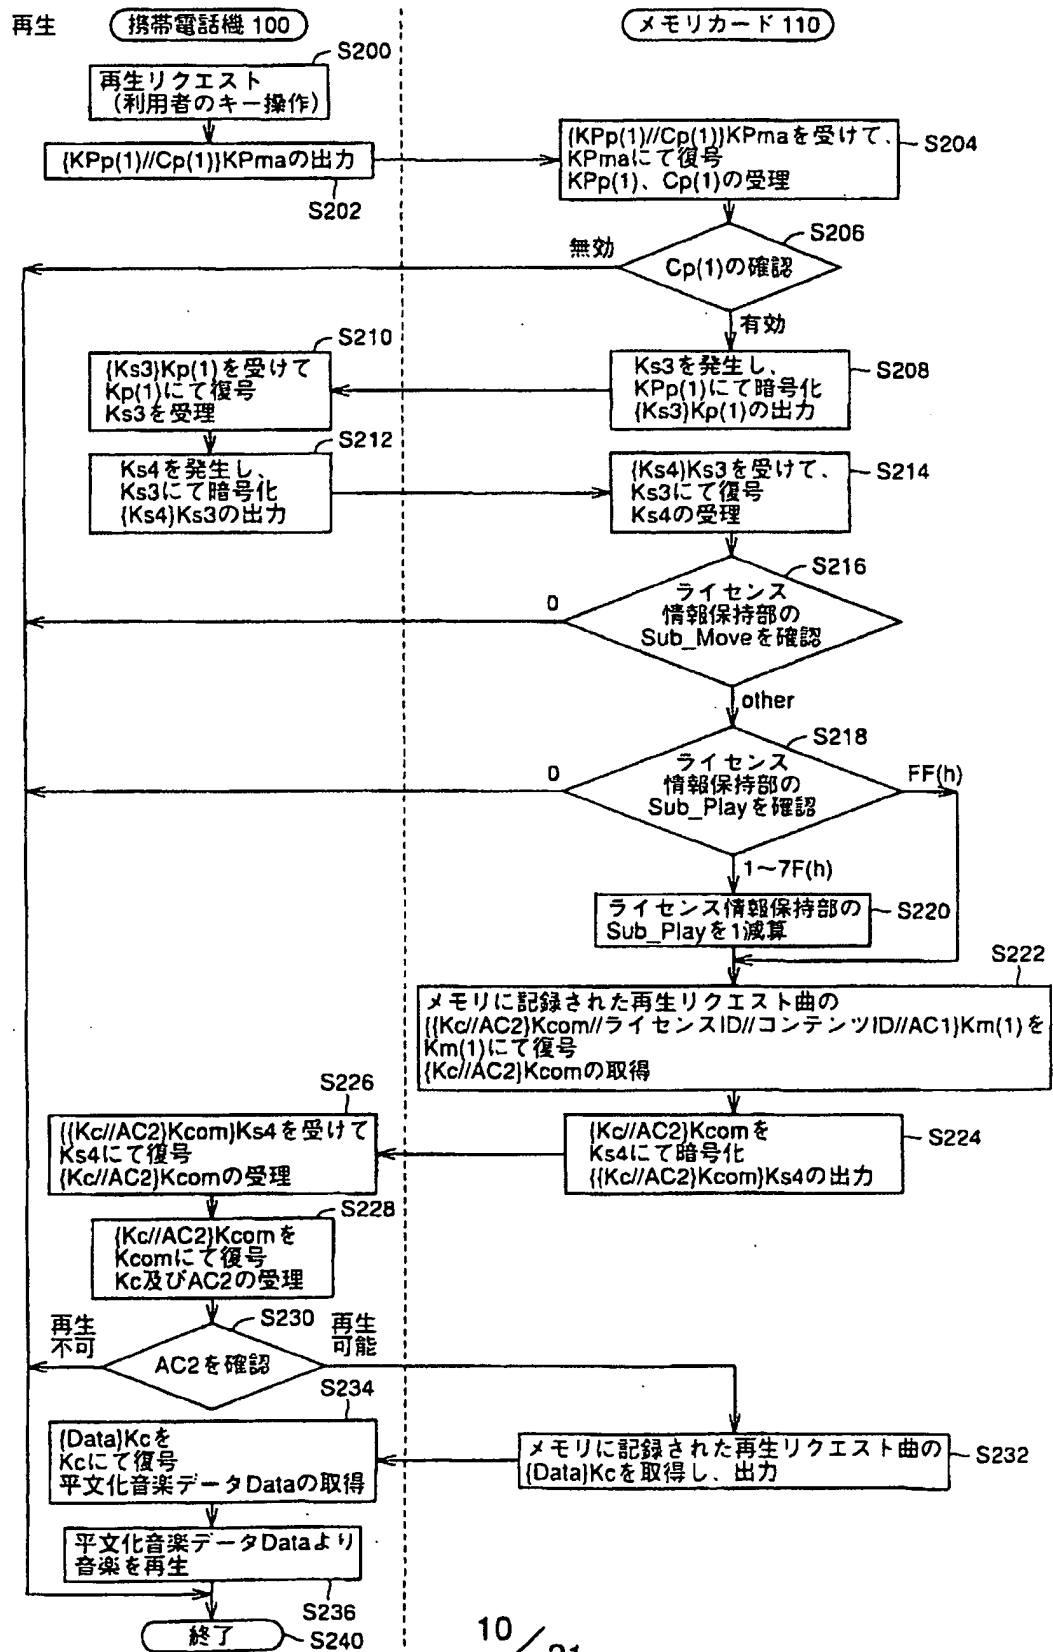 再生
携帯電話機 100
メモリカード 110
S200
再生リクエスト
(利用者のキー操作)
{KPp(1)//Cp(1)}KPmaの出力
S202
{KPp(1)//Cp(1)}KPmaを受けて、
KPmaにて復号
KPp(1)、Cp(1)の受理
S204
S206
無効
Cp(1)の確認
有効
S210
{Ks3}Kp(1)を受けて
Kp(1)にて復号
Ks3を受理
Ks3を発生し、
KPp(1)にて暗号化
{Ks3}Kp(1)の出力
S208
S212
Ks4を発生し、
Ks3にて暗号化
{Ks4}Ks3の出力
{Ks4}Ks3を受けて、
Ks3にて復号
Ks4の受理
S214
S216
0
ライセンス
情報保持部の
Sub_Moveを確認
other
S218
0
ライセンス
情報保持部の
Sub_Playを確認
FF(h)
1~7F(h)
ライセンス情報保持部の
Sub_Playを1減算
S220
S222
メモリに記録された再生リクエスト曲の
{{Kc//AC2}Kcom//ライセンスID//コンテンツID//AC1}Km(1)を
Km(1)にて復号
{Kc//AC2}Kcomの取得
S226
{{Kc//AC2}Kcom}Ks4を受けて
Ks4にて復号
{Kc//AC2}Kcomの受理
{Kc//AC2}Kcomを
Ks4にて暗号化
{{Kc//AC2}Kcom}Ks4の出力
S224
S228
{Kc//AC2}Kcomを
Kcomにて復号
Kc及びAC2の受理
S230
再生
不可
AC2を確認
再生
可能
S234
{Data}Kcを
Kcにて復号
平文化音楽データDataの取得
メモリに記録された再生リクエスト曲の
{Data}Kcを取得し、出力
S232
平文化音楽データDataより
音楽を再生
S236
終了
S240
10/21